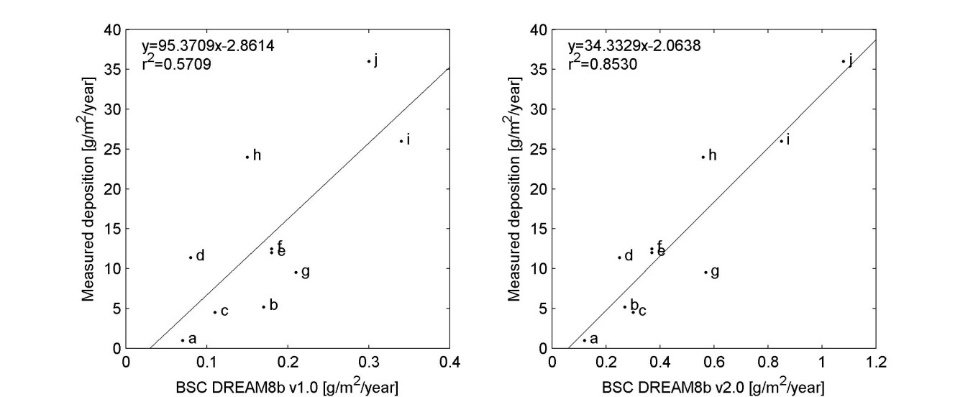 y=95.3709x-2.8614
r²=0.5709
40
35
30
25
20
15
10
5
0
Measured deposition [g/m²/year]
j
i
h
f
e
d
g
b
c
a
0 0.1 0.2 0.3 0.4
BSC DREAM8b v1.0 [g/m²/year]
y=34.3329x-2.0638
r²=0.8530
40
35
30
25
20
15
10
5
0
Measured deposition [g/m²/year]
j
i
h
f
e
d
g
b
c
a
0 0.2 0.4 0.6 0.8 1 1.2
BSC DREAM8b v2.0 [g/m²/year]